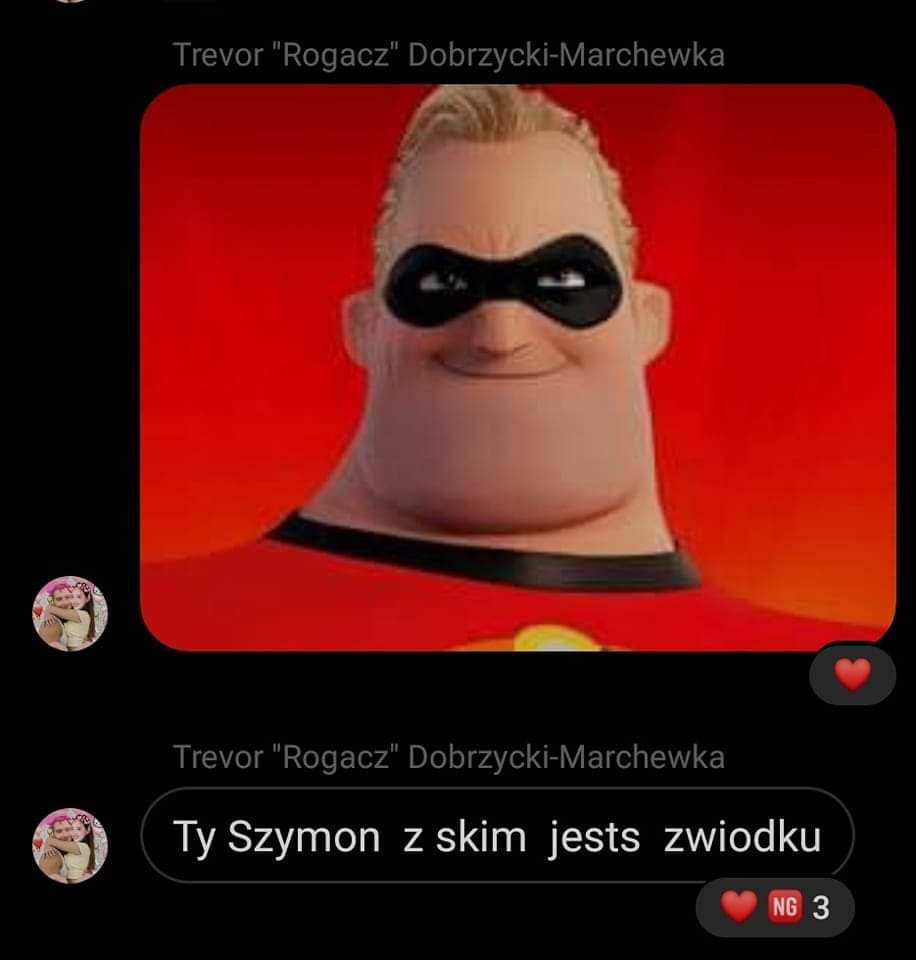 Trevor "Rogacz" Dobrzycki-Marchewka
Trevor "Rogacz" Dobrzycki-Marchewka
Ty Szymon z skim jests zwiodku
NG 3